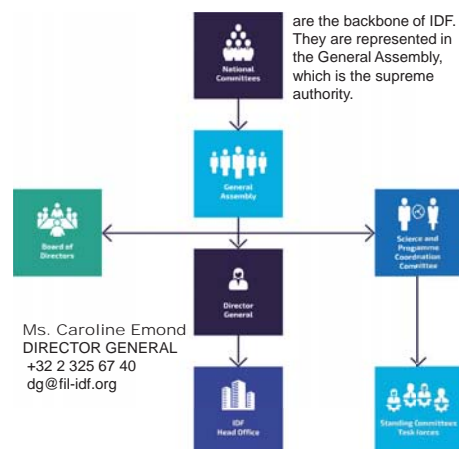 National
Committees
are the backbone of IDF.
They are represented in
the General Assembly,
which is the supreme
authority.
General
Assembly
Board of
Directors
Science and
Programme
Coordination
Committee
Director
General
Ms. Caroline Emond
DIRECTOR GENERAL
+32 2 325 67 40
dg@fil-idf.org
IDF
Head Office
Standing Committees
Task forces